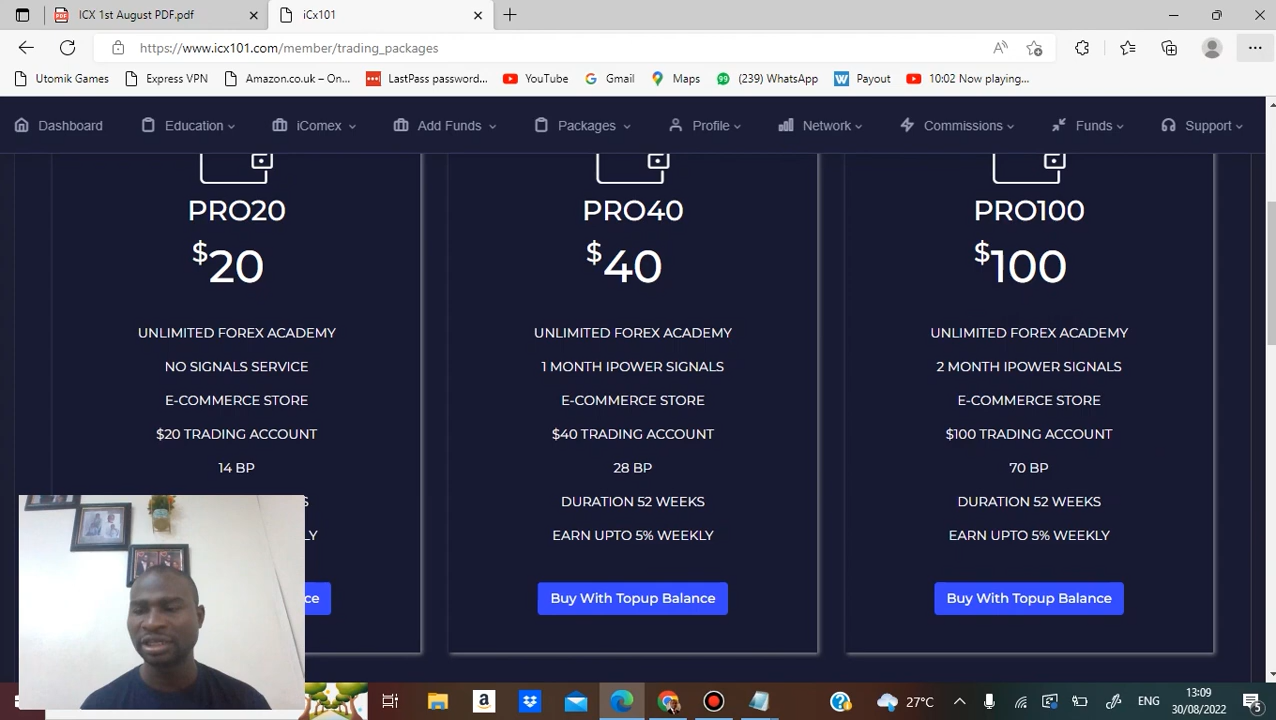 ICX 1st August PDF.pdf
icx101
https://www.icx101.com/member/trading_packages
Utomik Games
Express VPN
Amazon.co.uk – On...
LastPass password...
YouTube
Gmail
Maps
(239) WhatsApp
Payout
10:02 Now playing...
Dashboard
Education
iComex
Add Funds
Packages
Profile
Network
Commissions
Funds
Support
PRO20
$20
UNLIMITED FOREX ACADEMY
NO SIGNALS SERVICE
E-COMMERCE STORE
$20 TRADING ACCOUNT
14 BP
PRO40
$40
UNLIMITED FOREX ACADEMY
1 MONTH IPOWER SIGNALS
E-COMMERCE STORE
$40 TRADING ACCOUNT
28 BP
DURATION 52 WEEKS
EARN UPTO 5% WEEKLY
Buy With Topup Balance
PRO100
$100
UNLIMITED FOREX ACADEMY
2 MONTH IPOWER SIGNALS
E-COMMERCE STORE
$100 TRADING ACCOUNT
70 BP
DURATION 52 WEEKS
EARN UPTO 5% WEEKLY
Buy With Topup Balance
27°C
ENG
13:09
30/08/2022
5